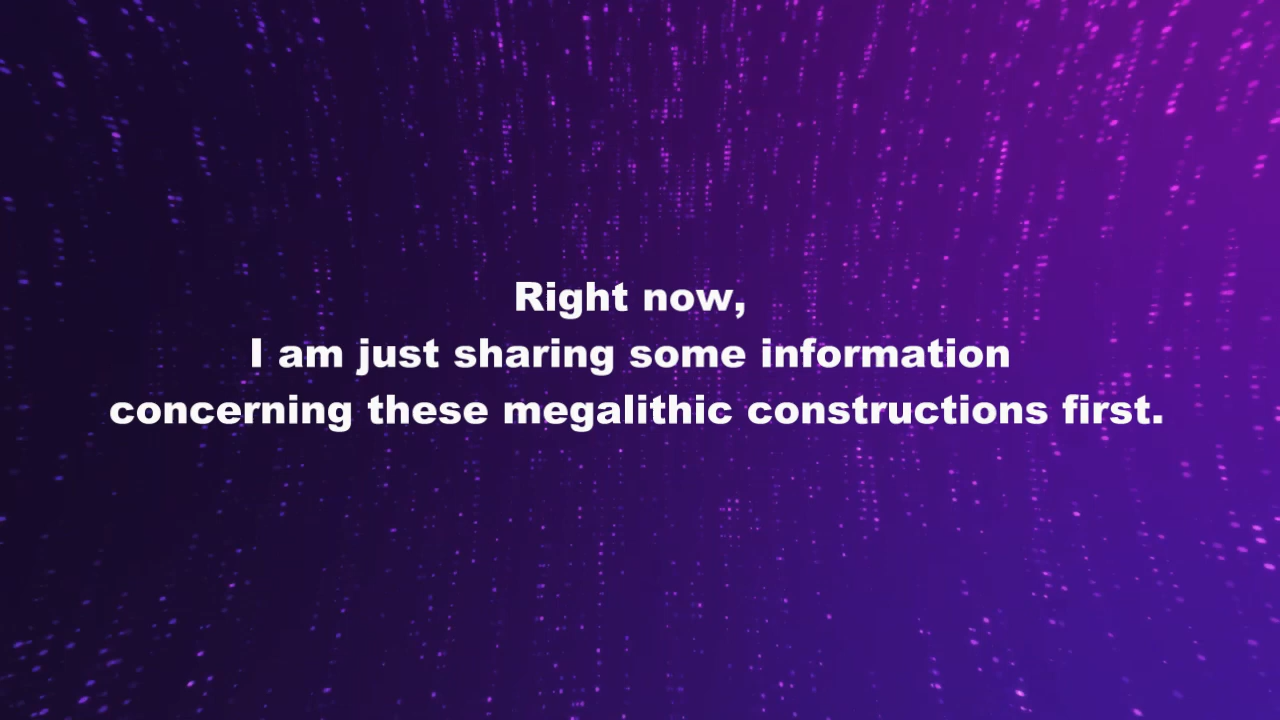 Right now,
I am just sharing some information
concerning these megalithic constructions first.